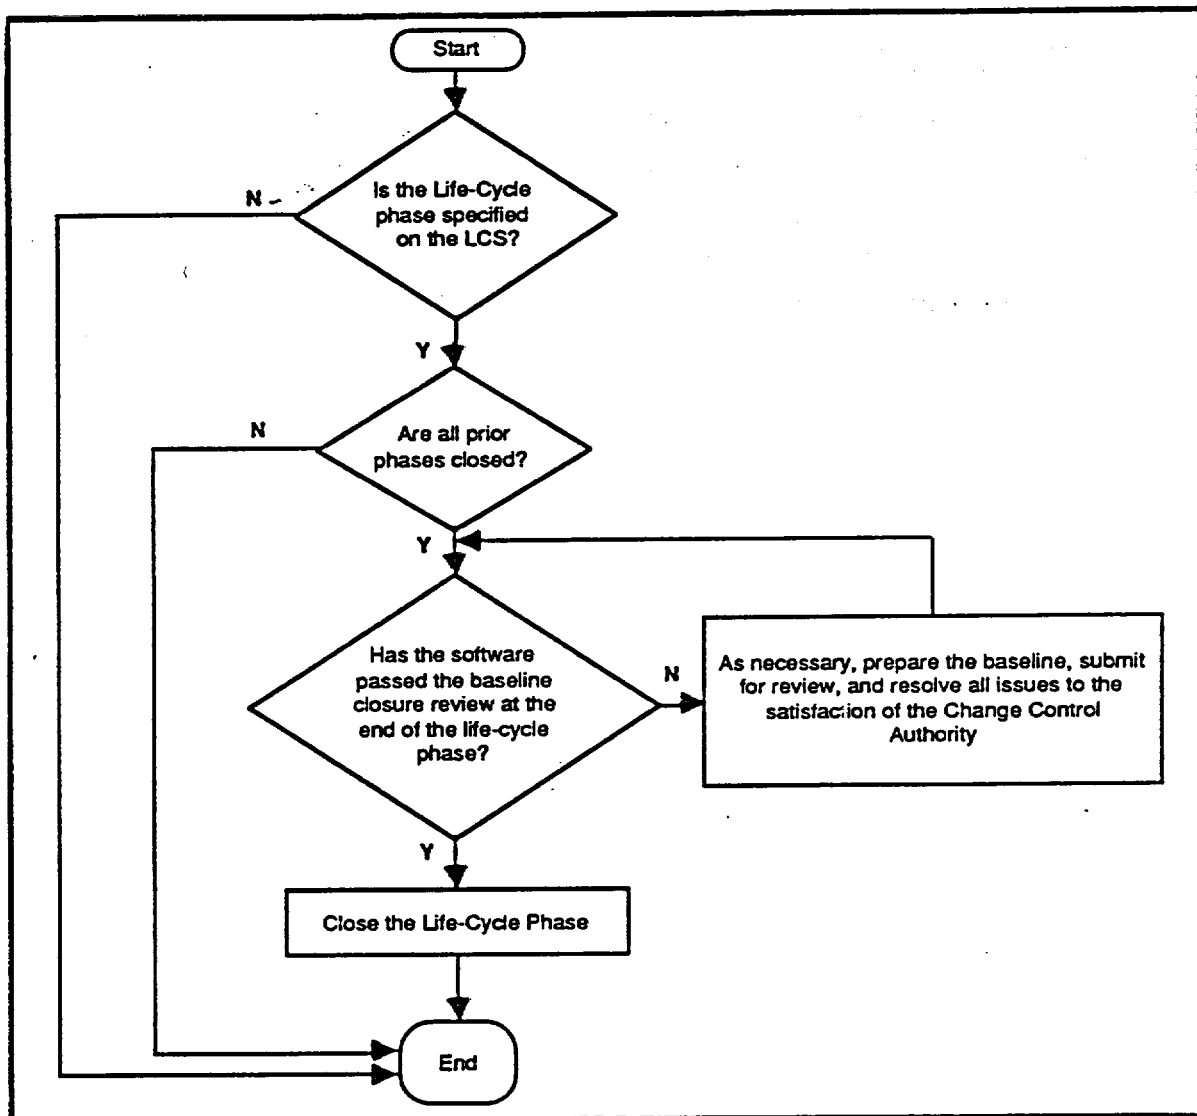 Start
N
Is the Life-Cycle
phase specified
on the LCS?
Y
N
Are all prior
phases closed?
Y
Has the software
passed the baseline
closure review at the
end of the life-cycle
phase?
N
As necessary, prepare the baseline, submit
for review, and resolve all issues to the
satisfaction of the Change Control
Authority
Y
Close the Life-Cycle Phase
End